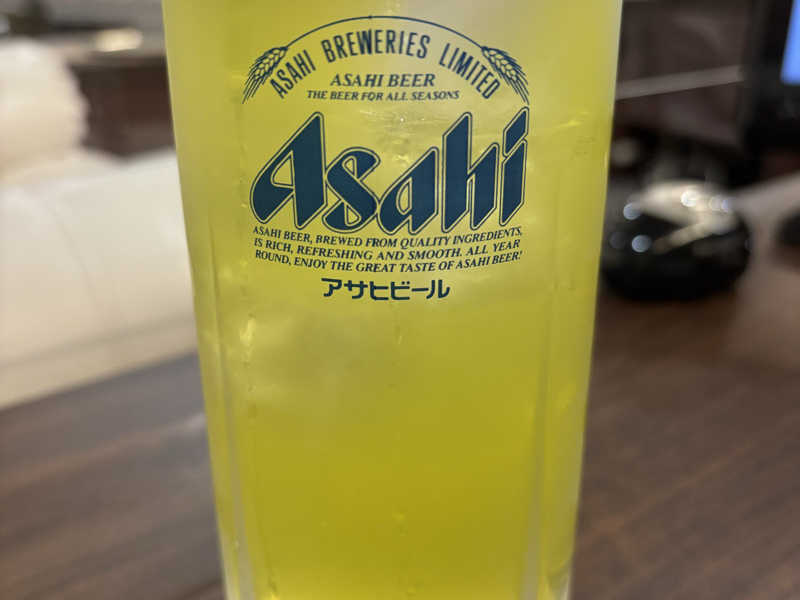 ASAHI BREWERIES LIMITED
ASAHI BEER
THE BEER FOR ALL SEASONS
Asahi
ASAHI BEER, BREWED FROM QUALITY INGREDIENTS,
IS RICH, REFRESHING AND SMOOTH. ALL YEAR
ROUND, ENJOY THE GREAT TASTE OF ASAHI BEER!
アサヒビール